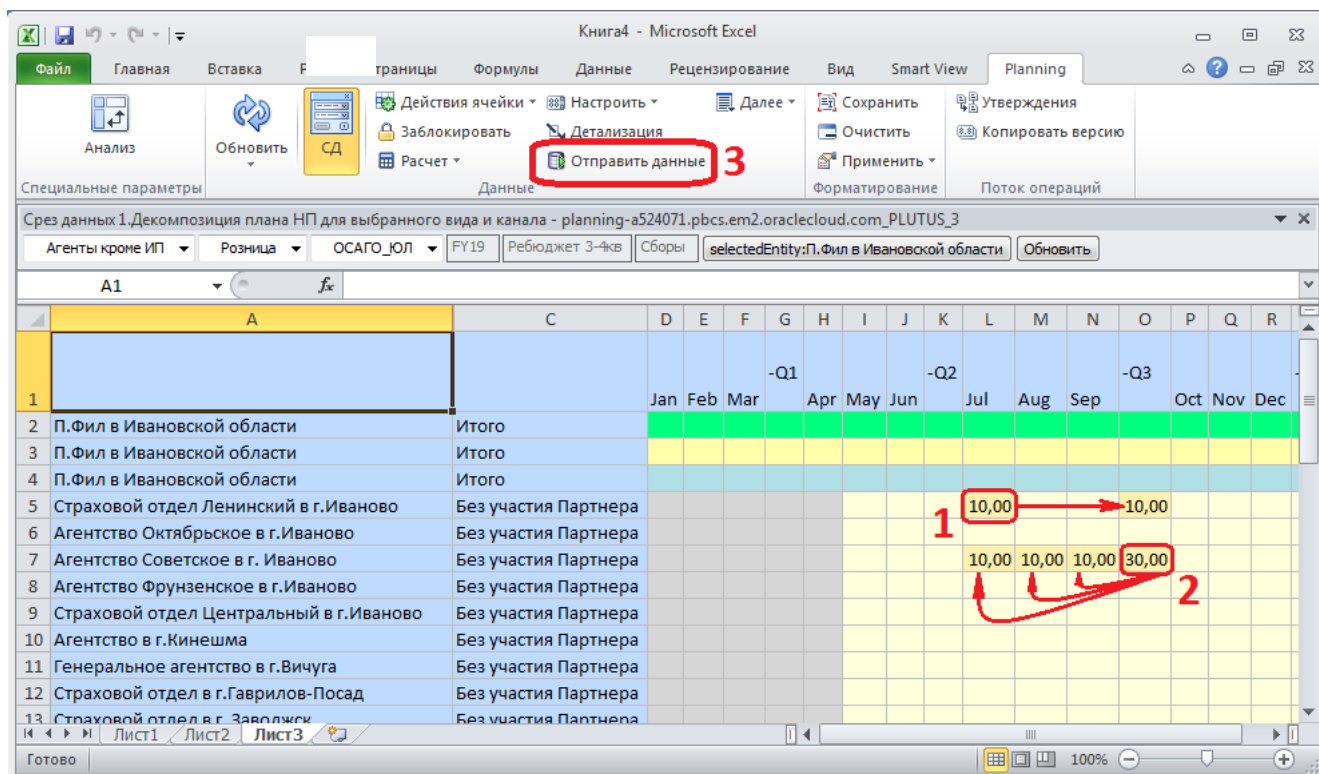 Книга4 - Microsoft Excel
Файл Главная Вставка Р траницы Формулы Данные Рецензирование Вид Smart View Planning
Действия ячейки Настроить Далее Сохранить Утверждения
Заблокировать Детализация Очистить Копировать версию
Анализ Обновить СД Расчет Отправить данные 3 Применить
Специальные параметры Данные Форматирование Поток операций
Срез данных1.Декомпозиция плана НП для выбранного вида и канала - planning-a524071.pbcs.em2.oraclecloud.com_PLUTUS_3
Агенты кроме ИП Розница ОСАГО_ЮЛ FY19 Ребюджет 3-4кв Сборы selectedEntity:П.Фил в Ивановской области Обновить
A1 fx
A C D E F G H I J K L M N O P Q R
-Q1 -Q2 -Q3 -
1 Jan Feb Mar Apr May Jun Jul Aug Sep Oct Nov Dec
2 П.Фил в Ивановской области Итого
3 П.Фил в Ивановской области Итого
4 П.Фил в Ивановской области Итого
5 Страховой отдел Ленинский в г.Иваново Без участия Партнера 1 10,00 10,00
6 Агентство Октябрьское в г.Иваново Без участия Партнера
7 Агентство Советское в г. Иваново Без участия Партнера 10,00 10,00 10,00 30,00
8 Агентство Фрунзенское в г.Иваново Без участия Партнера 2
9 Страховой отдел Центральный в г.Иваново Без участия Партнера
10 Агентство в г.Кинешма Без участия Партнера
11 Генеральное агентство в г.Вичуга Без участия Партнера
12 Страховой отдел в г.Гаврилов-Посад Без участия Партнера
13 Страховой отдел в г. Заволжск Без участия Партнера
Лист1 Лист2 Лист3
Готово 100%